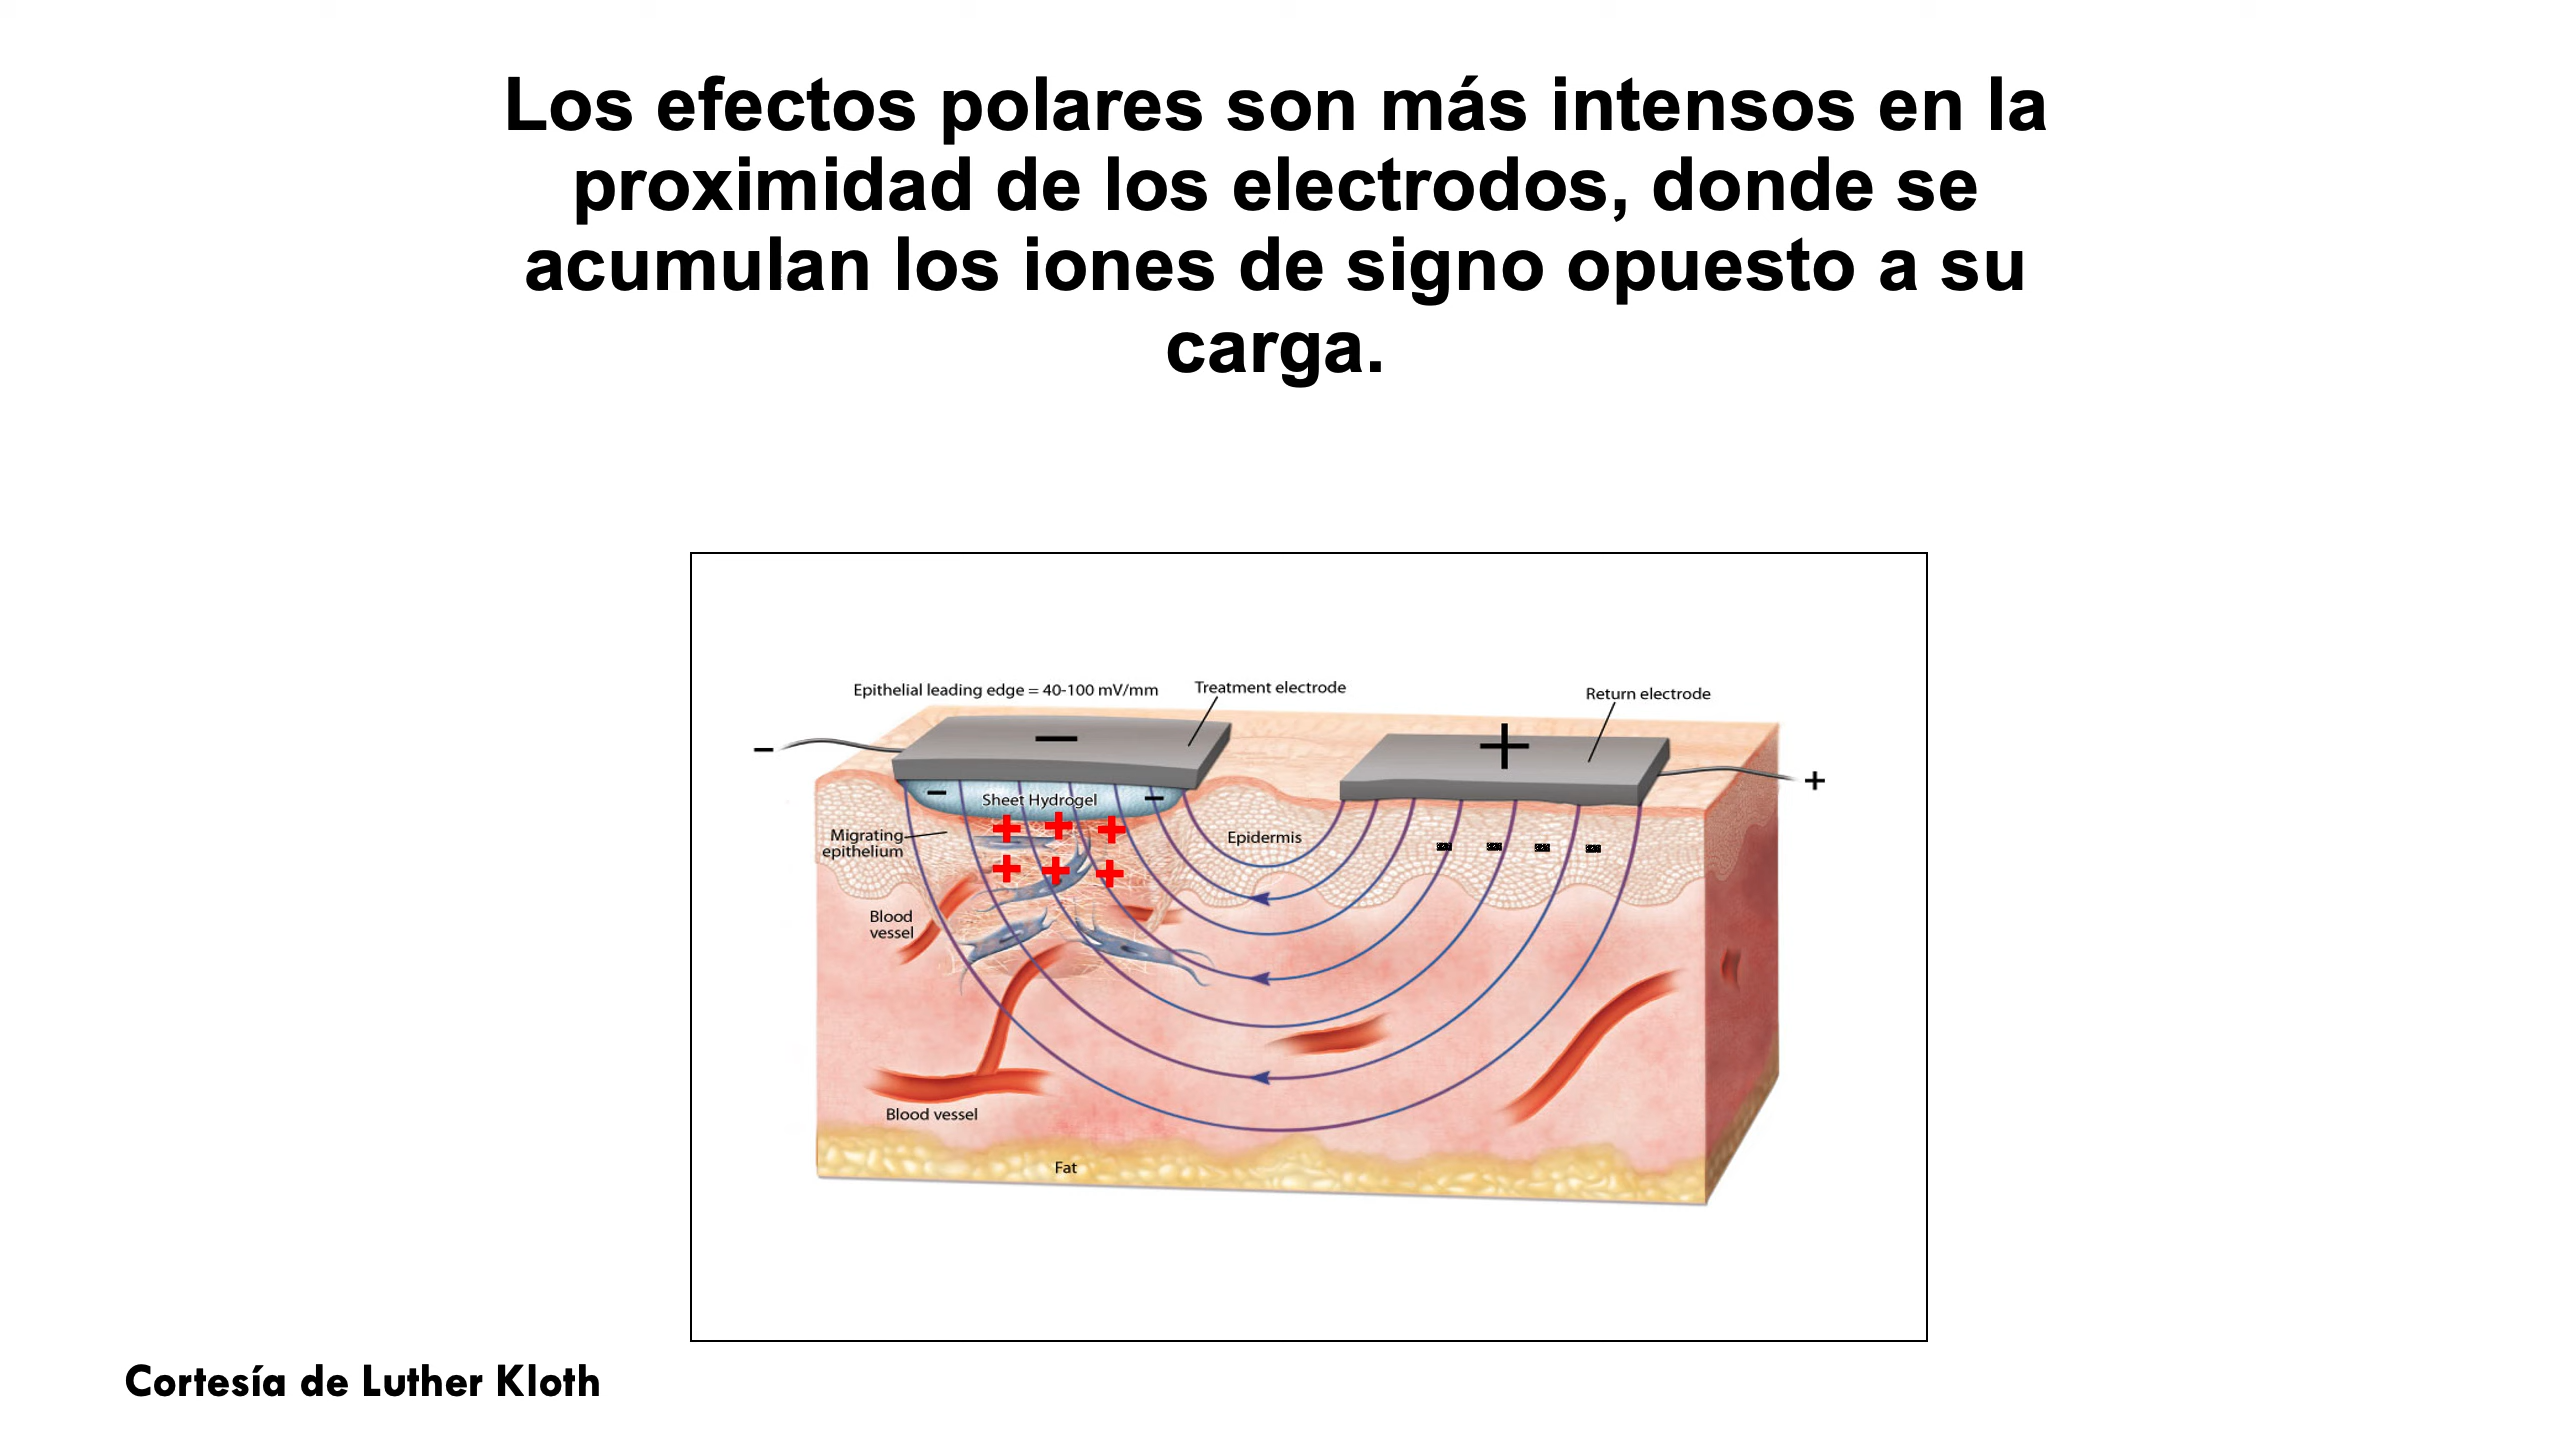 Los efectos polares son más intensos en la
proximidad de los electrodos, donde se
acumulan los iones de signo opuesto a su
carga.
Epithelial leading edge = 40-100 mV/mm
Treatment electrode
Return electrode
−
+
−
+
− Sheet Hydrogel −
+ + +
Migrating
epithelium
Epidermis
- - - -
+ + +
Blood
vessel
Blood vessel
Fat
Cortesía de Luther Kloth